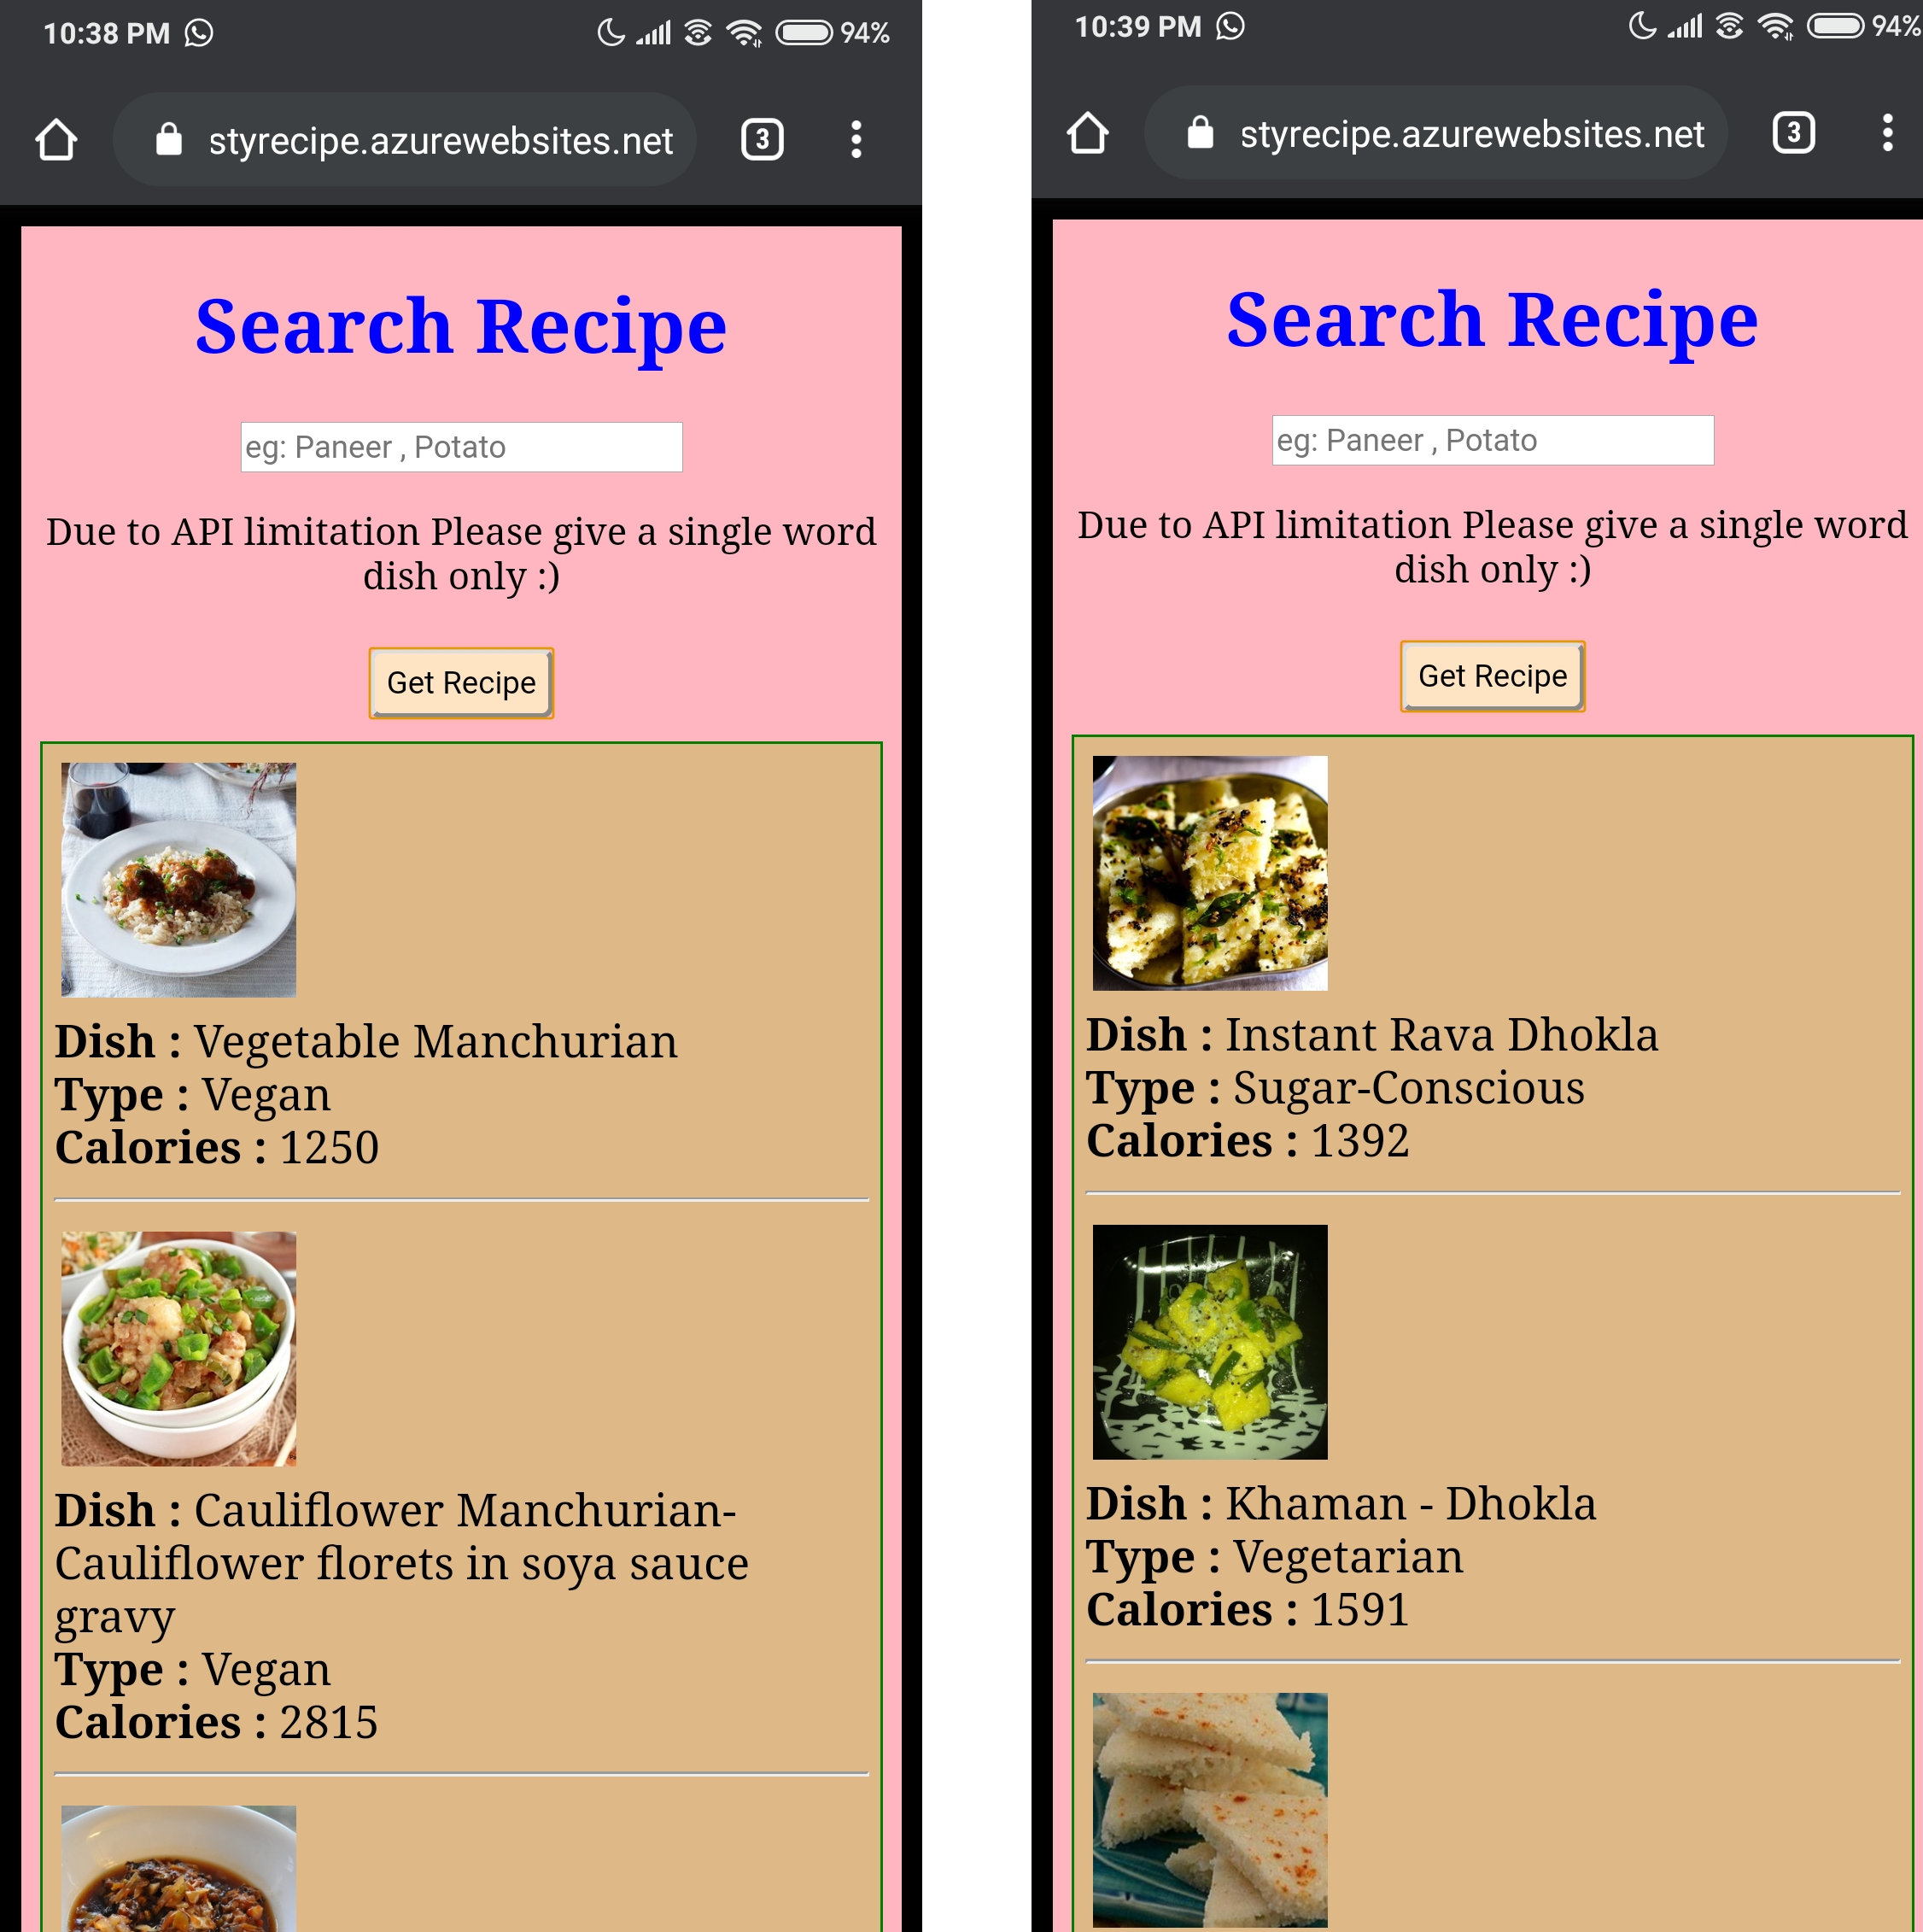 10:38 PM
94%
styrecipe.azurewebsites.net
3
Search Recipe
eg: Paneer , Potato
Due to API limitation Please give a single word
dish only :)
Get Recipe
Dish : Vegetable Manchurian
Type : Vegan
Calories : 1250
Dish : Cauliflower Manchurian-
Cauliflower florets in soya sauce
gravy
Type : Vegan
Calories : 2815
10:39 PM
94%
styrecipe.azurewebsites.net
3
Search Recipe
eg: Paneer , Potato
Due to API limitation Please give a single word
dish only :)
Get Recipe
Dish : Instant Rava Dhokla
Type : Sugar-Conscious
Calories : 1392
Dish : Khaman - Dhokla
Type : Vegetarian
Calories : 1591